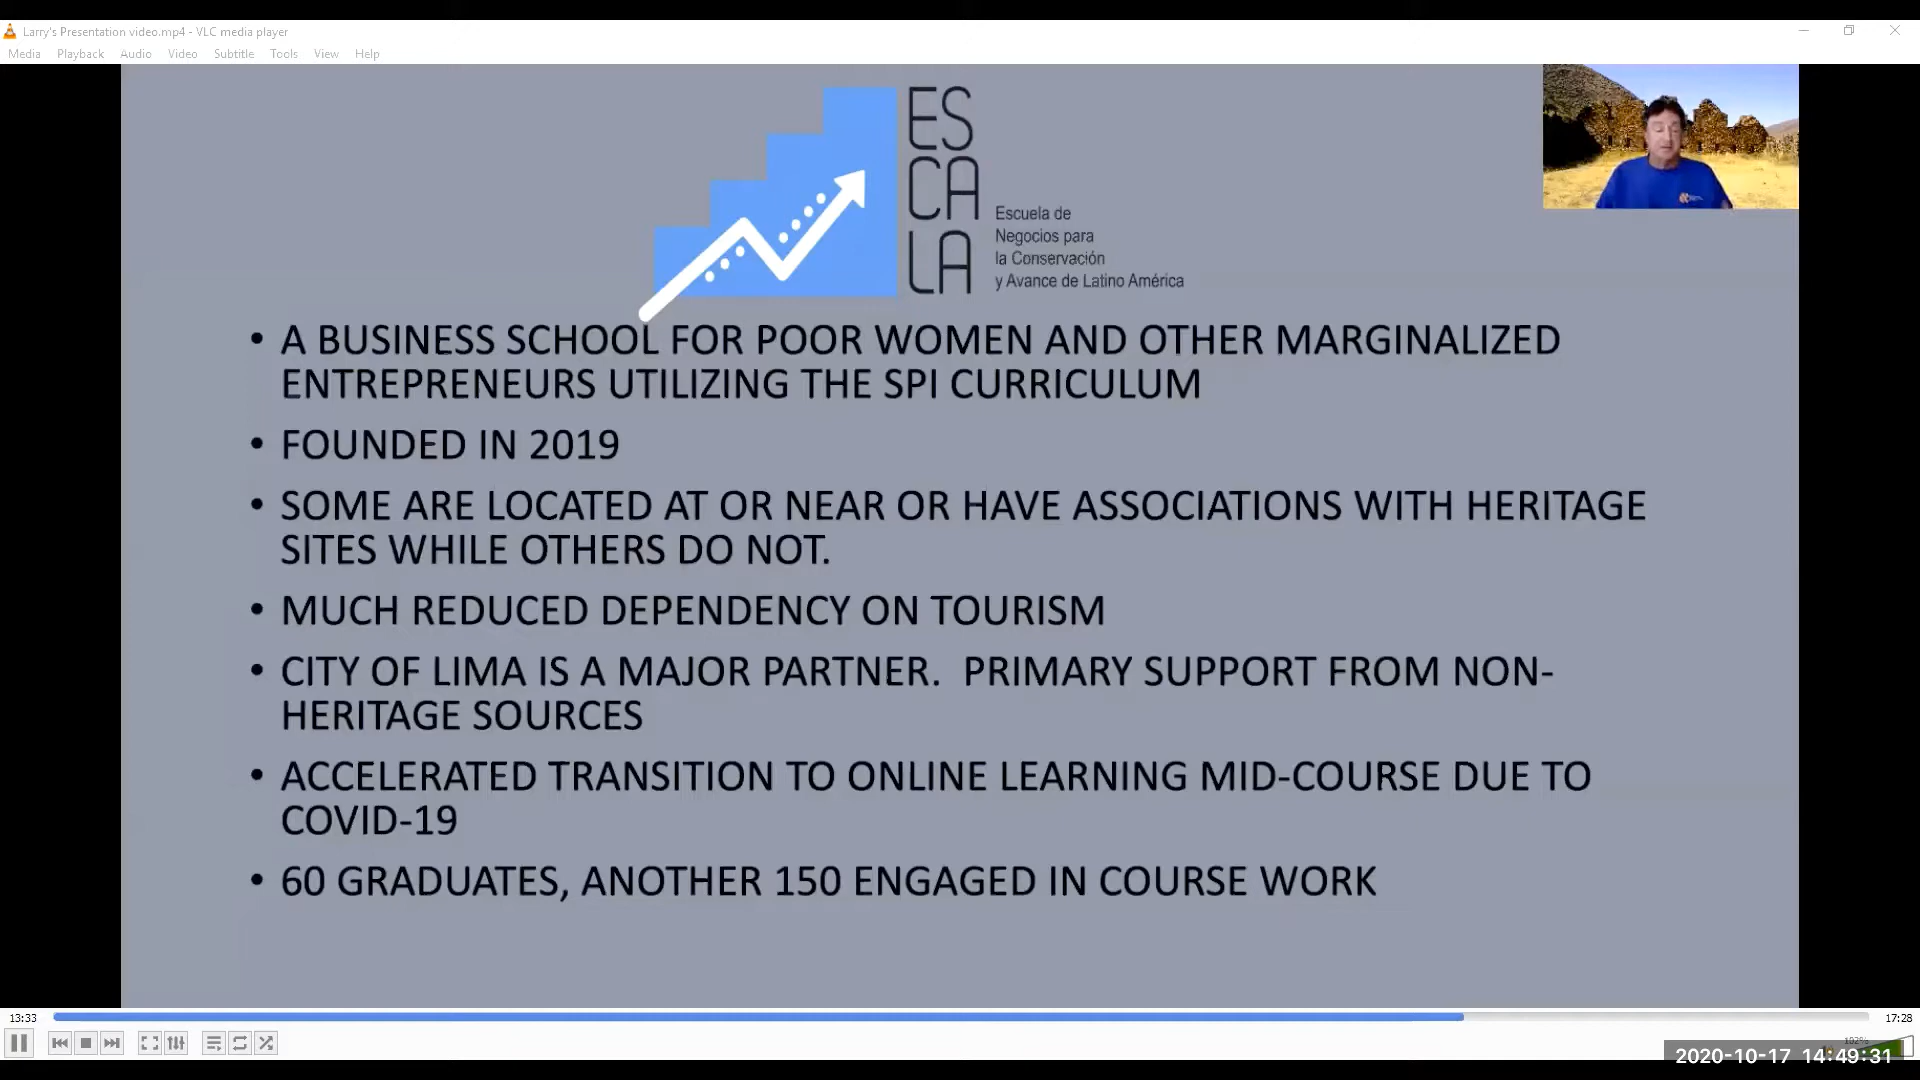 Larry's Presentation video.mp4 - VLC media player
Media Playback Audio Video Subtitle Tools View Help
ES
CA
LA
Escuela de
Negocios para
la Conservación
y Avance de Latino América
• A BUSINESS SCHOOL FOR POOR WOMEN AND OTHER MARGINALIZED
ENTREPRENEURS UTILIZING THE SPI CURRICULUM
• FOUNDED IN 2019
• SOME ARE LOCATED AT OR NEAR OR HAVE ASSOCIATIONS WITH HERITAGE
SITES WHILE OTHERS DO NOT.
• MUCH REDUCED DEPENDENCY ON TOURISM
• CITY OF LIMA IS A MAJOR PARTNER. PRIMARY SUPPORT FROM NON-
HERITAGE SOURCES
• ACCELERATED TRANSITION TO ONLINE LEARNING MID-COURSE DUE TO
COVID-19
• 60 GRADUATES, ANOTHER 150 ENGAGED IN COURSE WORK
13:33
17:28
2020-10-17 14:49:31